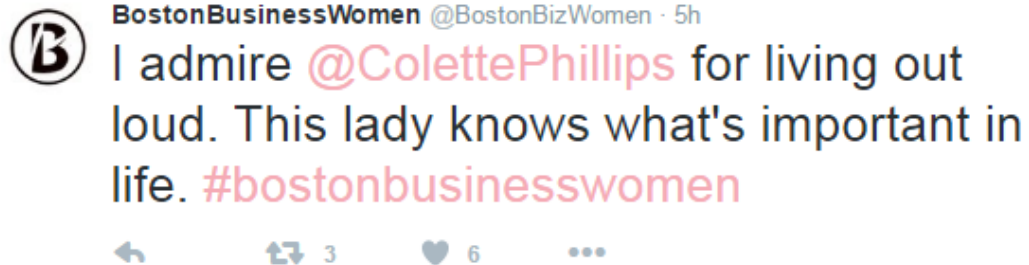 BostonBusinessWomen @BostonBizWomen · 5h
I admire @ColettePhillips for living out
loud. This lady knows what's important in
life. #bostonbusinesswomen
3 6